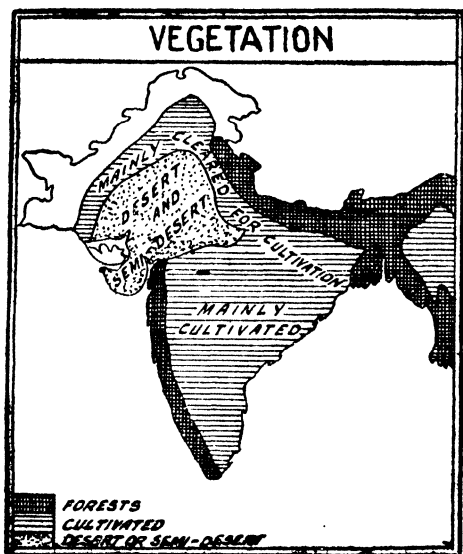 VEGETATION
MAINLY CLEARED FOR CULTIVATION
DESERT
AND
SEMI-DESERT
MAINLY
CULTIVATED
FORESTS
CULTIVATED
DESERT OR SEMI-DESERT